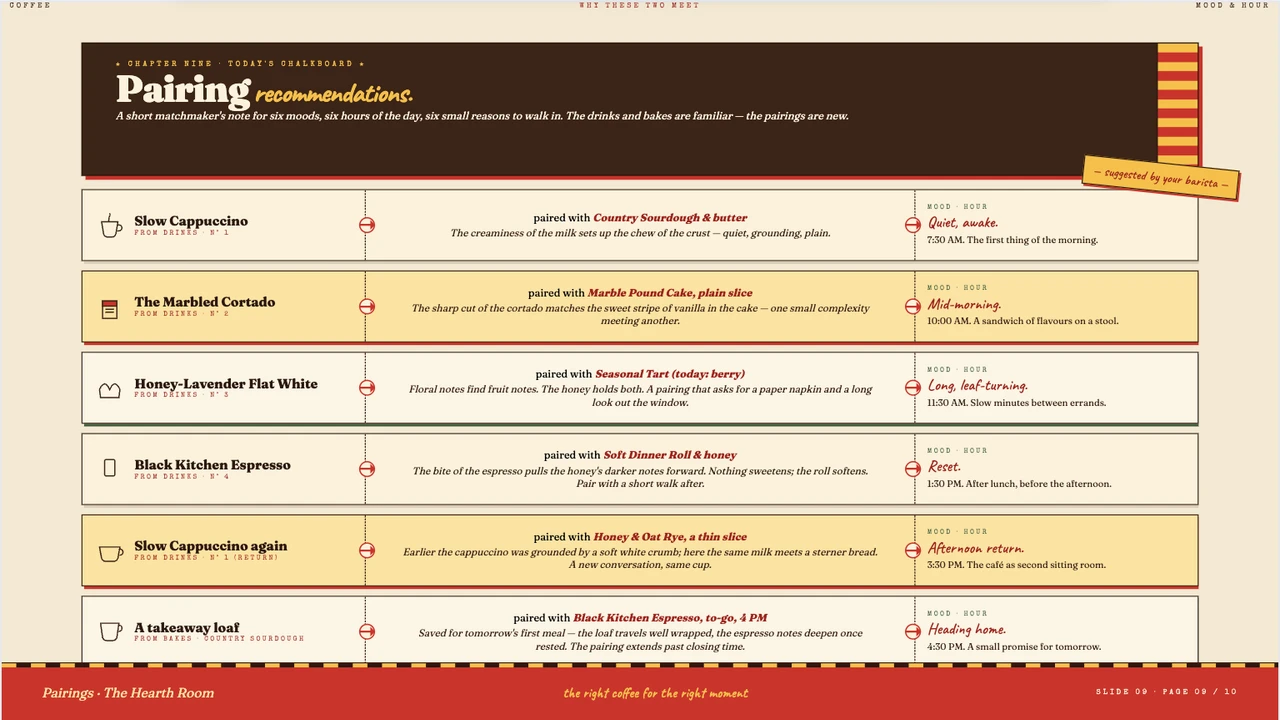 COFFEE
WHY THESE TWO MEET
MOOD & HOUR
★ CHAPTER NINE · TODAY'S CHALKBOARD ★
Pairing recommendations.
A short matchmaker's note for six moods, six hours of the day, six small reasons to walk in. The drinks and bakes are familiar — the pairings are new.
— suggested by your barista —
Slow Cappuccino
FROM DRINKS · N° 1
paired with Country Sourdough & butter
The creaminess of the milk sets up the chew of the crust — quiet, grounding, plain.
MOOD · HOUR
Quiet, awake.
7:30 AM. The first thing of the morning.
The Marbled Cortado
FROM DRINKS · N° 2
paired with Marble Pound Cake, plain slice
The sharp cut of the cortado matches the sweet stripe of vanilla in the cake — one small complexity
meeting another.
MOOD · HOUR
Mid-morning.
10:00 AM. A sandwich of flavours on a stool.
Honey-Lavender Flat White
FROM DRINKS · N° 3
paired with Seasonal Tart (today: berry)
Floral notes find fruit notes. The honey holds both. A pairing that asks for a paper napkin and a long
look out the window.
MOOD · HOUR
Long, leaf-turning.
11:30 AM. Slow minutes between errands.
Black Kitchen Espresso
FROM DRINKS · N° 4
paired with Soft Dinner Roll & honey
The bite of the espresso pulls the honey's darker notes forward. Nothing sweetens; the roll softens.
Pair with a short walk after.
MOOD · HOUR
Reset.
1:30 PM. After lunch, before the afternoon.
Slow Cappuccino again
FROM DRINKS · N° 1 (RETURN)
paired with Honey & Oat Rye, a thin slice
Earlier the cappuccino was grounded by a soft white crumb; here the same milk meets a sterner bread.
A new conversation, same cup.
MOOD · HOUR
Afternoon return.
3:30 PM. The café as second sitting room.
A takeaway loaf
FROM BAKES · COUNTRY SOURDOUGH
paired with Black Kitchen Espresso, to-go, 4 PM
Saved for tomorrow's first meal — the loaf travels well wrapped, the espresso notes deepen once
rested. The pairing extends past closing time.
MOOD · HOUR
Heading home.
4:30 PM. A small promise for tomorrow.
Pairings · The Hearth Room
the right coffee for the right moment
SLIDE 09 · PAGE 09 / 10